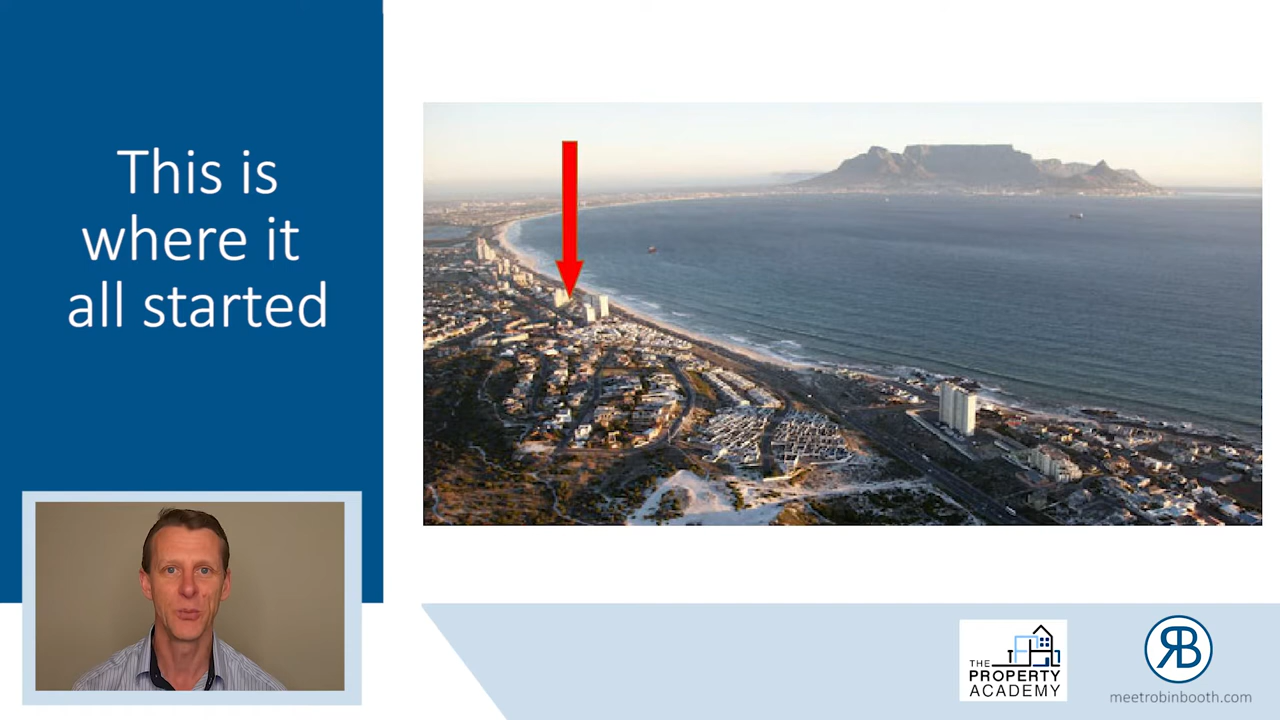 This is
where it
all started
THE
PROPERTY
ACADEMY
RB
meetrobinbooth.com